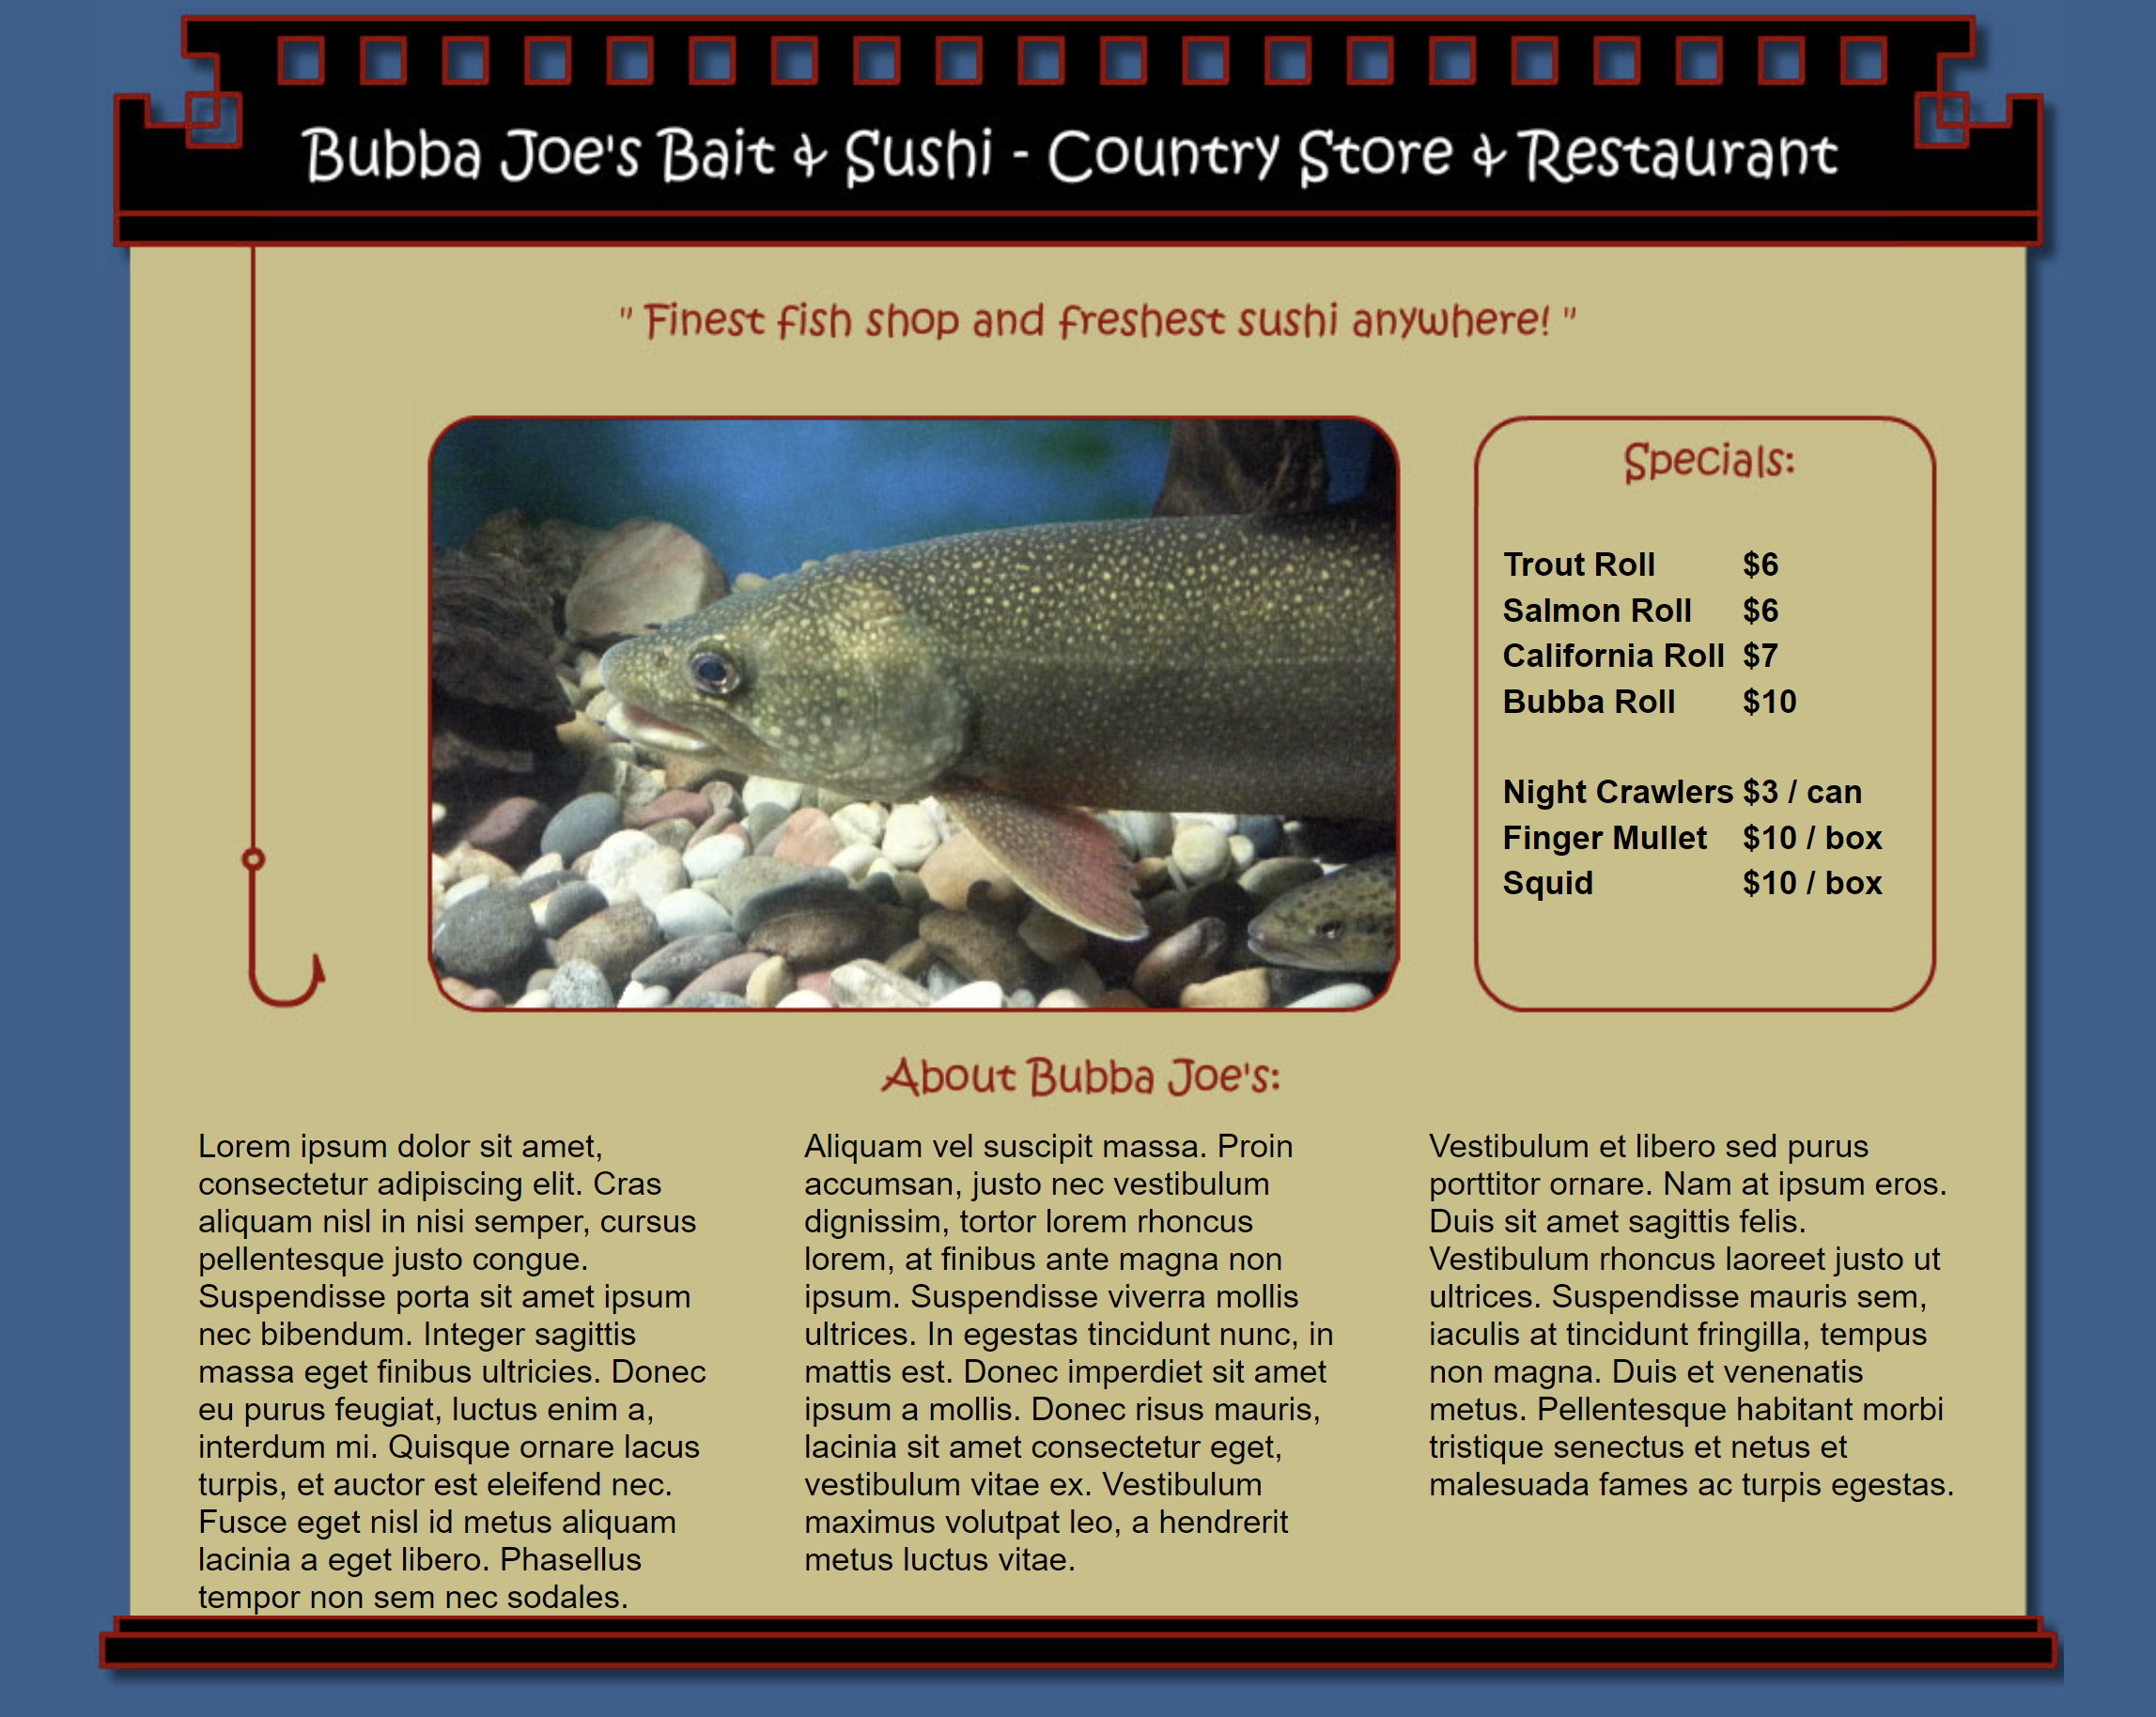 Bubba Joe's Bait & Sushi - Country Store & Restaurant
" Finest fish shop and freshest sushi anywhere! "
Specials:
Trout Roll $6
Salmon Roll $6
California Roll $7
Bubba Roll $10
Night Crawlers $3 / can
Finger Mullet $10 / box
Squid $10 / box
About Bubba Joe's:
Lorem ipsum dolor sit amet,
consectetur adipiscing elit. Cras
aliquam nisl in nisi semper, cursus
pellentesque justo congue.
Suspendisse porta sit amet ipsum
nec bibendum. Integer sagittis
massa eget finibus ultricies. Donec
eu purus feugiat, luctus enim a,
interdum mi. Quisque ornare lacus
turpis, et auctor est eleifend nec.
Fusce eget nisl id metus aliquam
lacinia a eget libero. Phasellus
tempor non sem nec sodales.
Aliquam vel suscipit massa. Proin
accumsan, justo nec vestibulum
dignissim, tortor lorem rhoncus
lorem, at finibus ante magna non
ipsum. Suspendisse viverra mollis
ultrices. In egestas tincidunt nunc, in
mattis est. Donec imperdiet sit amet
ipsum a mollis. Donec risus mauris,
lacinia sit amet consectetur eget,
vestibulum vitae ex. Vestibulum
maximus volutpat leo, a hendrerit
metus luctus vitae.
Vestibulum et libero sed purus
porttitor ornare. Nam at ipsum eros.
Duis sit amet sagittis felis.
Vestibulum rhoncus laoreet justo ut
ultrices. Suspendisse mauris sem,
iaculis at tincidunt fringilla, tempus
non magna. Duis et venenatis
metus. Pellentesque habitant morbi
tristique senectus et netus et
malesuada fames ac turpis egestas.